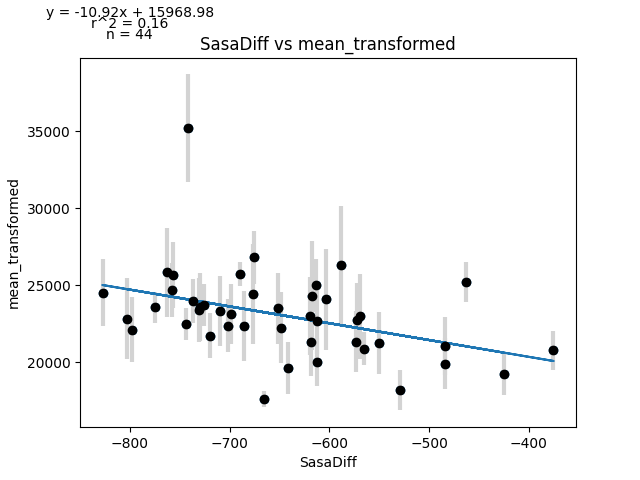 y = -10.92x + 15968.98
r^2 = 0.16
n = 44
SasaDiff vs mean_transformed
35000
30000
25000
20000
mean_transformed
−800
−700
−600
−500
−400
SasaDiff